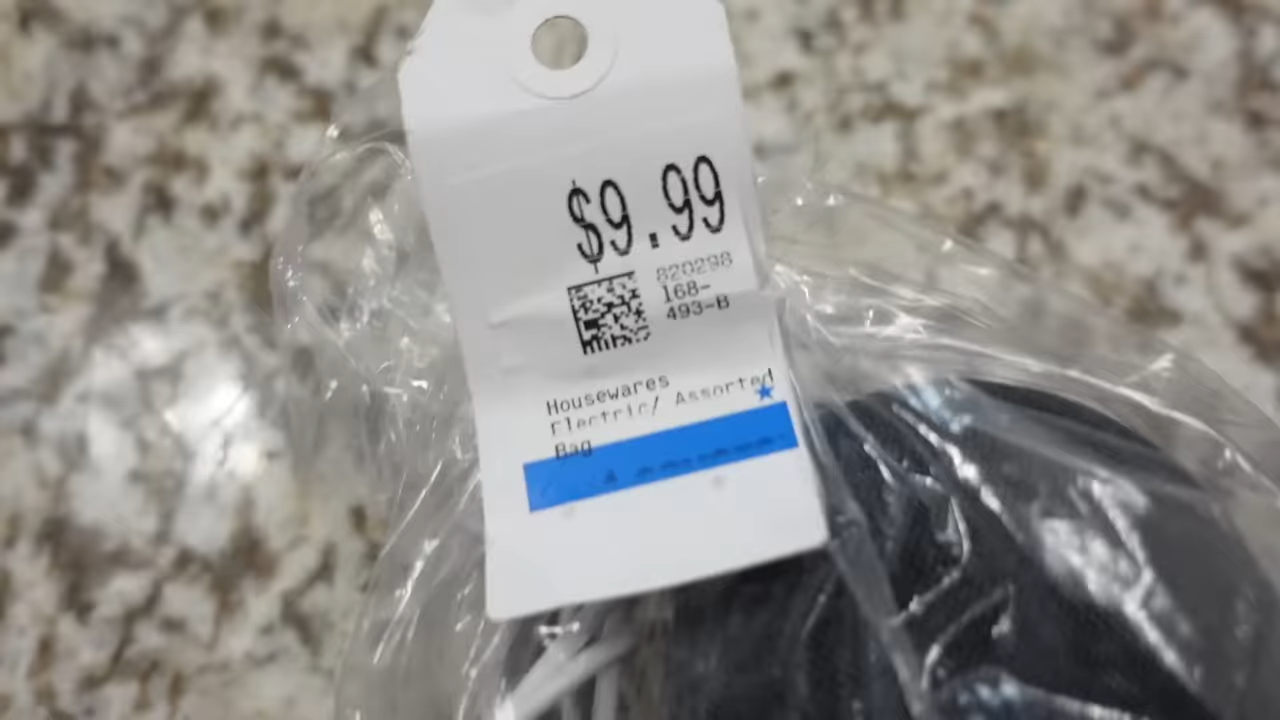 $9.99
820298
168-
493-B
Housewares
Electric/ Assorted
Bag